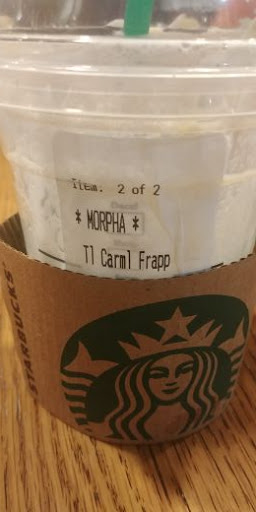 Item: 2 of 2
* MORPHA *
Tl Carml Frapp
STARBUCKS